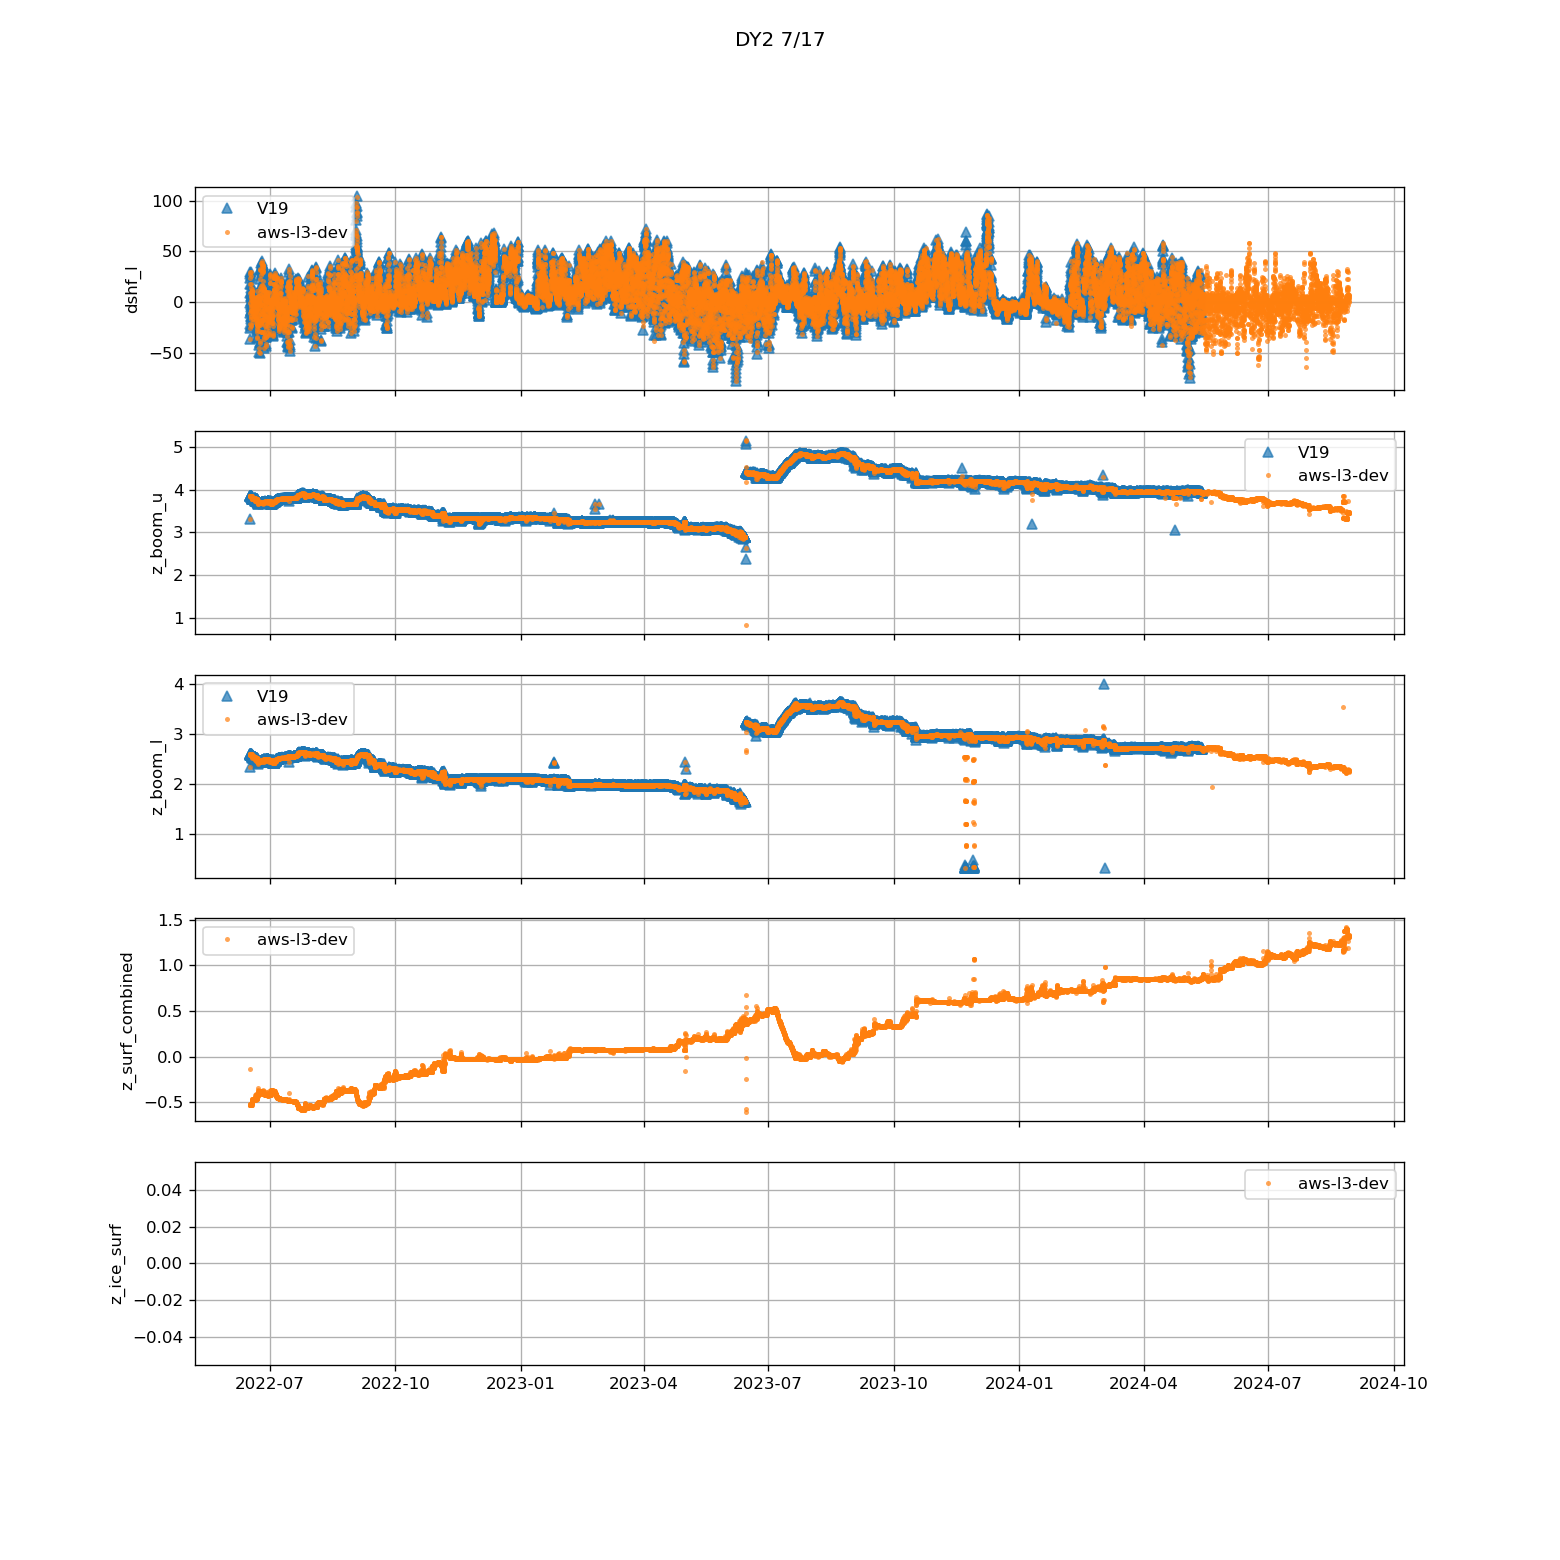 DY2 7/17
100
50
0
−50
dshf_l
V19
aws-l3-dev
5
4
3
2
1
z_boom_u
V19
aws-l3-dev
4
3
2
1
z_boom_l
V19
aws-l3-dev
1.5
1.0
0.5
0.0
−0.5
z_surf_combined
aws-l3-dev
0.04
0.02
0.00
−0.02
−0.04
z_ice_surf
aws-l3-dev
2022-07 2022-10 2023-01 2023-04 2023-07 2023-10 2024-01 2024-04 2024-07 2024-10